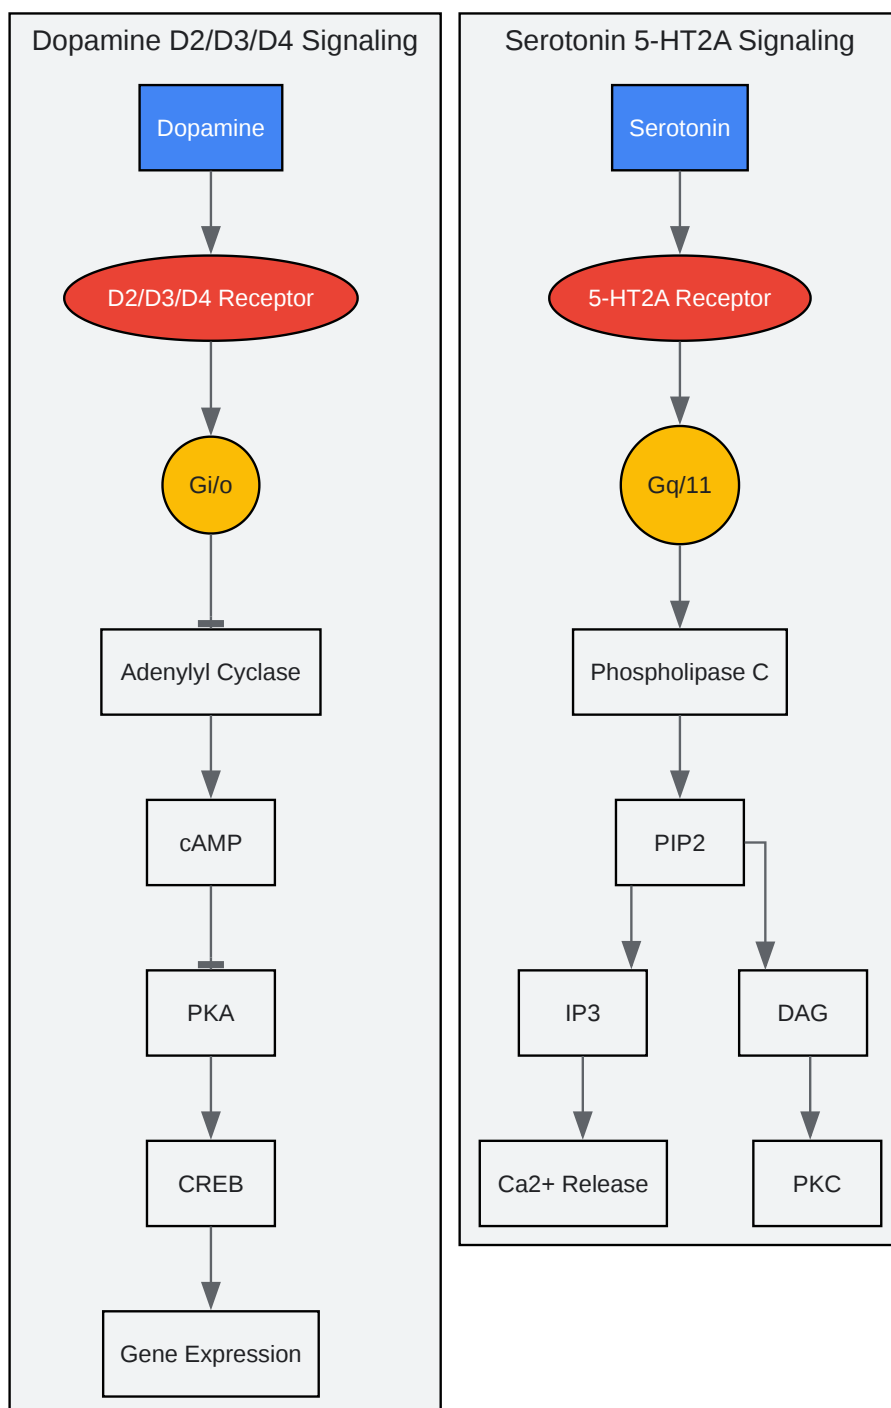 Dopamine D2/D3/D4 Signaling
Dopamine
D2/D3/D4 Receptor
Gi/o
Adenylyl Cyclase
cAMP
PKA
CREB
Gene Expression
Serotonin 5-HT2A Signaling
Serotonin
5-HT2A Receptor
Gq/11
Phospholipase C
PIP2
IP3
DAG
Ca2+ Release
PKC